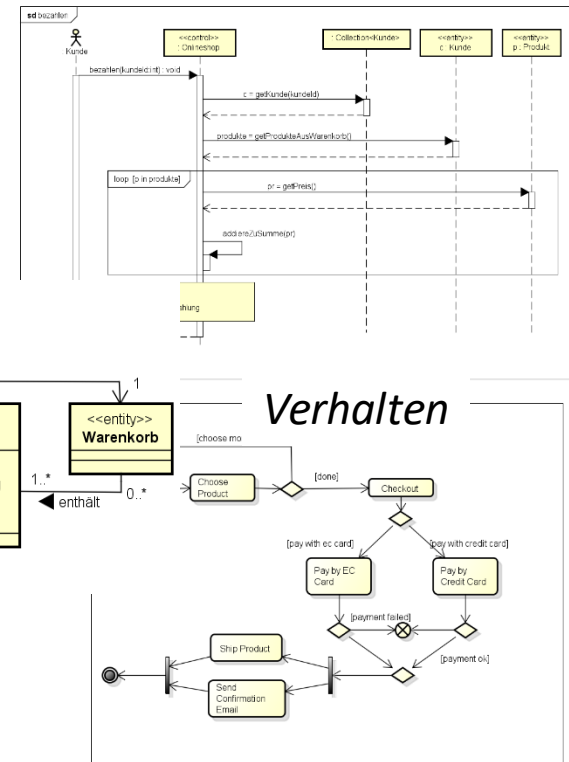 sd bezahlen
Kunde
<<control>>
: Onlineshop
: Collection<Kunde>
<<entity>>
c : Kunde
<<entity>>
p : Produkt
bezahlen(kundeId:int) : void
c = getKunde(kundeId)
produkte = getProdukteAusWarenkorb()
loop [p in produkte]
pr = getPreis()
addiereZuSumme(pr)
hlung
1
<<entity>>
Warenkorb
1..*
0..*
enthält
Verhalten
[choose mo
Choose
Product
[done]
Checkout
[pay with ec card]
[pay with credit card]
Pay by EC
Card
Pay by
Credit Card
[payment failed]
[payment ok]
Ship Product
Send
Confirmation
Email